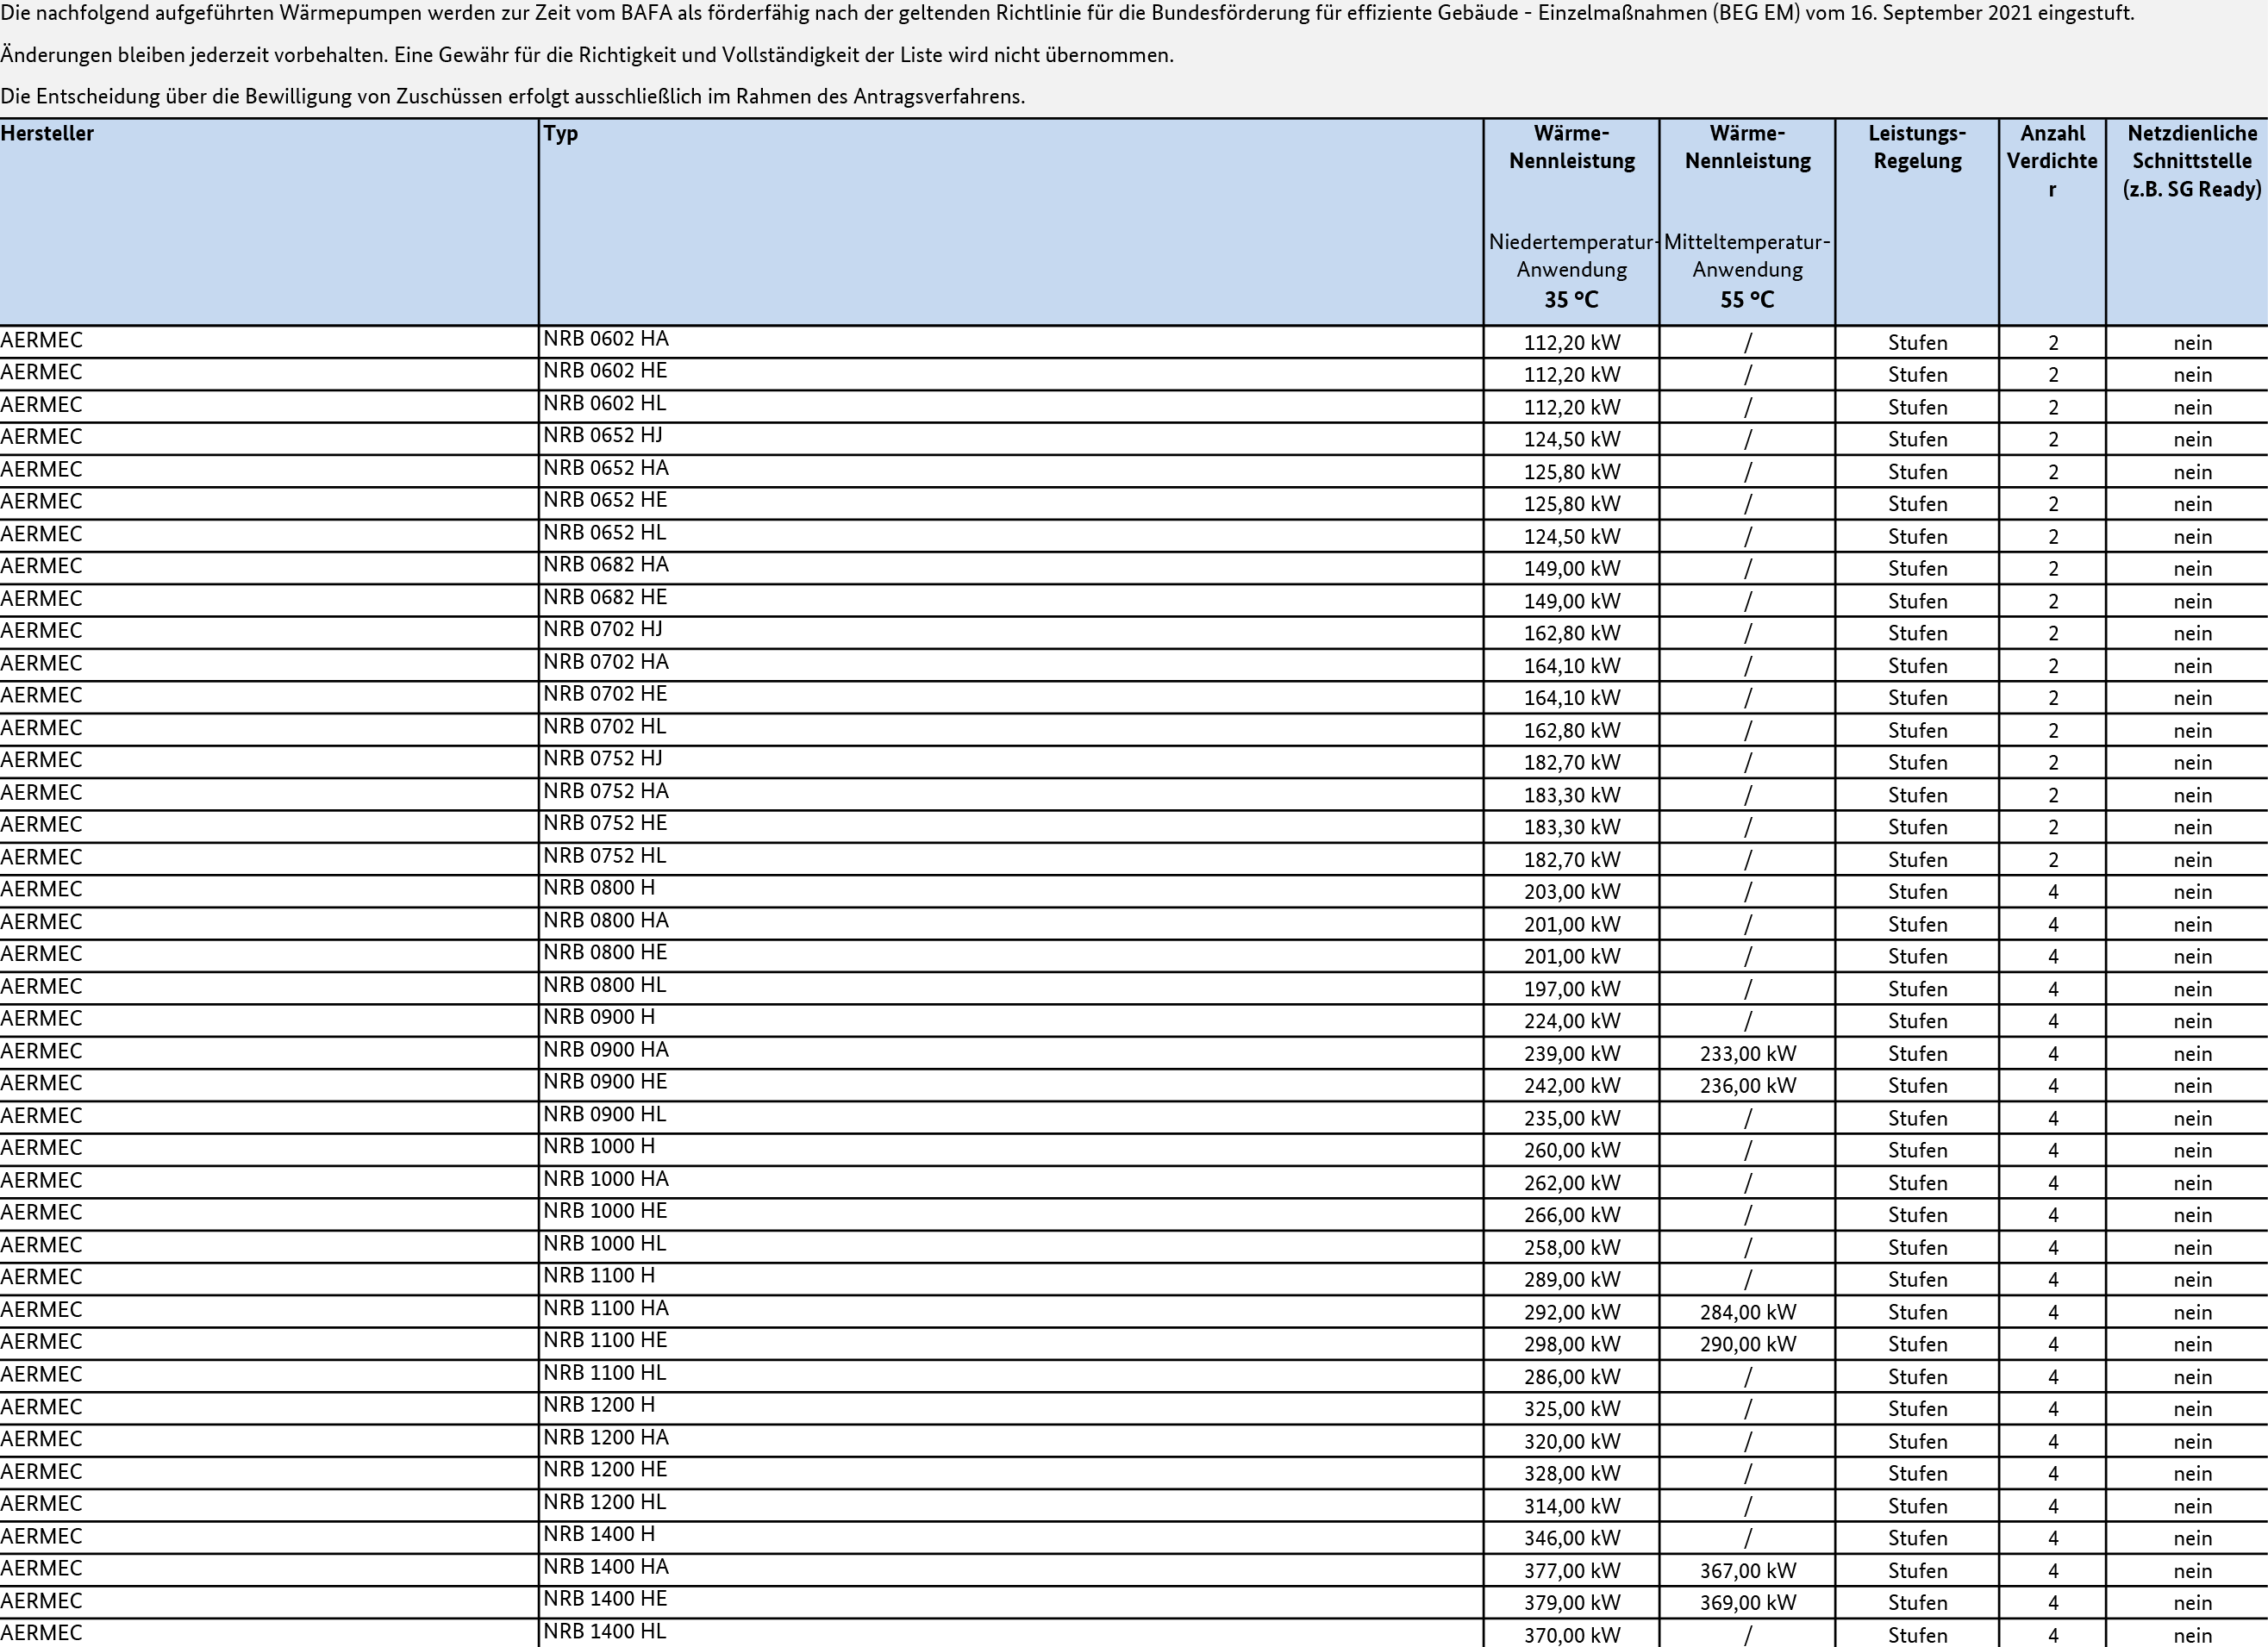 Die nachfolgend aufgeführten Wärmepumpen werden zur Zeit vom BAFA als förderfähig nach der geltenden Richtlinie für die Bundesförderung für effiziente Gebäude - Einzelmaßnahmen (BEG EM) vom 16. September 2021 eingestuft.
Änderungen bleiben jederzeit vorbehalten. Eine Gewähr für die Richtigkeit und Vollständigkeit der Liste wird nicht übernommen.
Die Entscheidung über die Bewilligung von Zuschüssen erfolgt ausschließlich im Rahmen des Antragsverfahrens.
Hersteller Typ Wärme- Wärme- Leistungs- Anzahl Netzdienliche
Nennleistung Nennleistung Regelung Verdichte Schnittstelle
r (z.B. SG Ready)
Niedertemperatur- Mitteltemperatur-
Anwendung Anwendung
35 °C 55 °C
AERMEC NRB 0602 HA 112,20 kW / Stufen 2 nein
AERMEC NRB 0602 HE 112,20 kW / Stufen 2 nein
AERMEC NRB 0602 HL 112,20 kW / Stufen 2 nein
AERMEC NRB 0652 HJ 124,50 kW / Stufen 2 nein
AERMEC NRB 0652 HA 125,80 kW / Stufen 2 nein
AERMEC NRB 0652 HE 125,80 kW / Stufen 2 nein
AERMEC NRB 0652 HL 124,50 kW / Stufen 2 nein
AERMEC NRB 0682 HA 149,00 kW / Stufen 2 nein
AERMEC NRB 0682 HE 149,00 kW / Stufen 2 nein
AERMEC NRB 0702 HJ 162,80 kW / Stufen 2 nein
AERMEC NRB 0702 HA 164,10 kW / Stufen 2 nein
AERMEC NRB 0702 HE 164,10 kW / Stufen 2 nein
AERMEC NRB 0702 HL 162,80 kW / Stufen 2 nein
AERMEC NRB 0752 HJ 182,70 kW / Stufen 2 nein
AERMEC NRB 0752 HA 183,30 kW / Stufen 2 nein
AERMEC NRB 0752 HE 183,30 kW / Stufen 2 nein
AERMEC NRB 0752 HL 182,70 kW / Stufen 2 nein
AERMEC NRB 0800 H 203,00 kW / Stufen 4 nein
AERMEC NRB 0800 HA 201,00 kW / Stufen 4 nein
AERMEC NRB 0800 HE 201,00 kW / Stufen 4 nein
AERMEC NRB 0800 HL 197,00 kW / Stufen 4 nein
AERMEC NRB 0900 H 224,00 kW / Stufen 4 nein
AERMEC NRB 0900 HA 239,00 kW 233,00 kW Stufen 4 nein
AERMEC NRB 0900 HE 242,00 kW 236,00 kW Stufen 4 nein
AERMEC NRB 0900 HL 235,00 kW / Stufen 4 nein
AERMEC NRB 1000 H 260,00 kW / Stufen 4 nein
AERMEC NRB 1000 HA 262,00 kW / Stufen 4 nein
AERMEC NRB 1000 HE 266,00 kW / Stufen 4 nein
AERMEC NRB 1000 HL 258,00 kW / Stufen 4 nein
AERMEC NRB 1100 H 289,00 kW / Stufen 4 nein
AERMEC NRB 1100 HA 292,00 kW 284,00 kW Stufen 4 nein
AERMEC NRB 1100 HE 298,00 kW 290,00 kW Stufen 4 nein
AERMEC NRB 1100 HL 286,00 kW / Stufen 4 nein
AERMEC NRB 1200 H 325,00 kW / Stufen 4 nein
AERMEC NRB 1200 HA 320,00 kW / Stufen 4 nein
AERMEC NRB 1200 HE 328,00 kW / Stufen 4 nein
AERMEC NRB 1200 HL 314,00 kW / Stufen 4 nein
AERMEC NRB 1400 H 346,00 kW / Stufen 4 nein
AERMEC NRB 1400 HA 377,00 kW 367,00 kW Stufen 4 nein
AERMEC NRB 1400 HE 379,00 kW 369,00 kW Stufen 4 nein
AERMEC NRB 1400 HL 370,00 kW / Stufen 4 nein